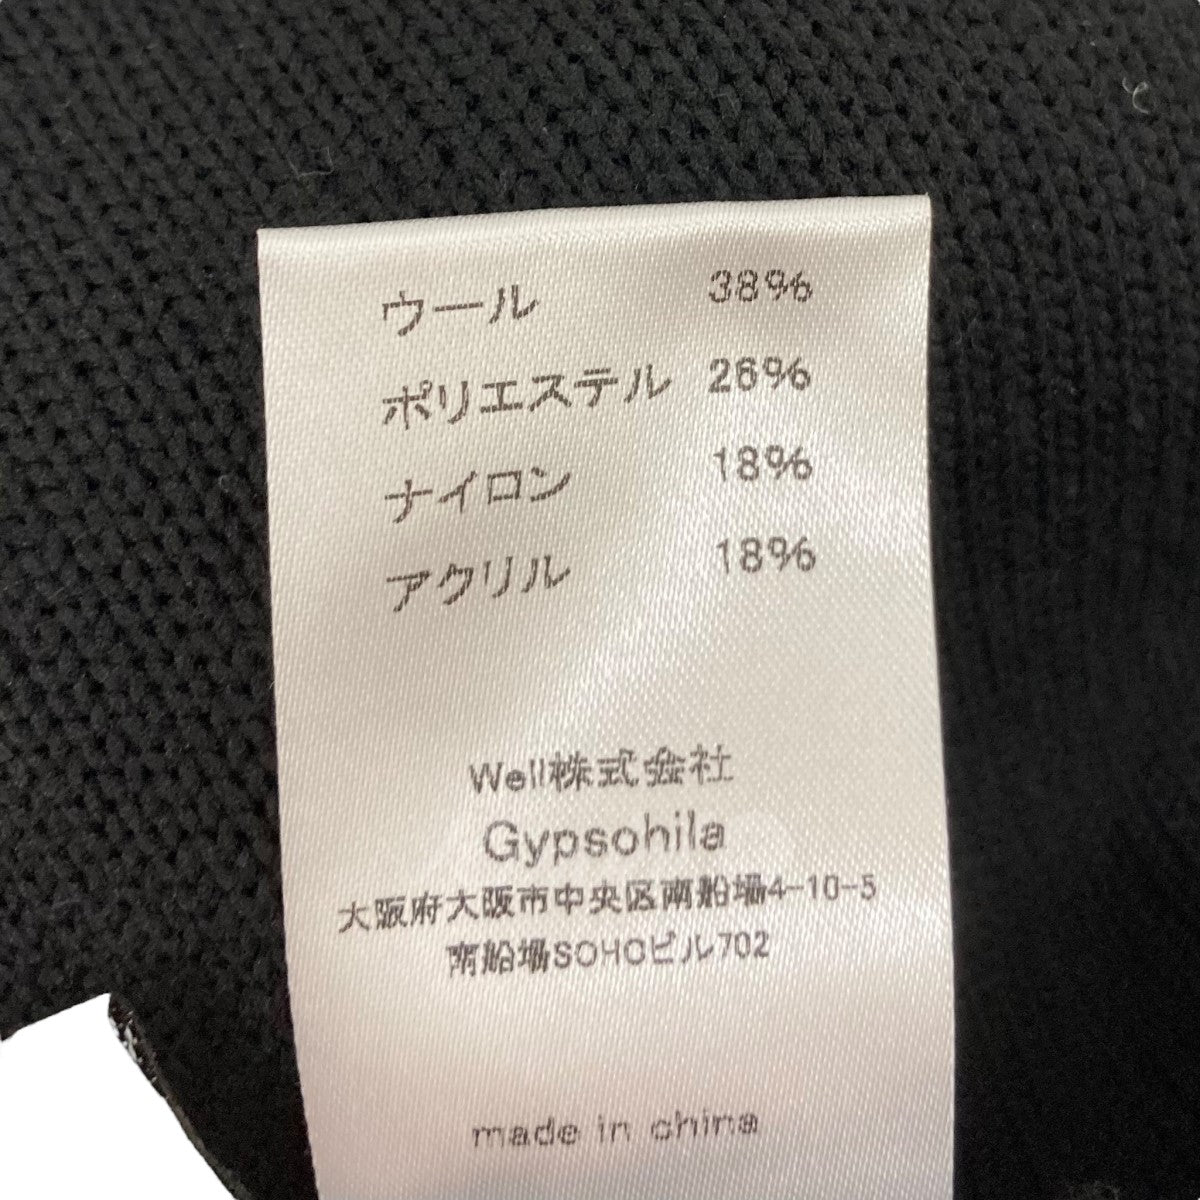 ウール 38%
ポリエステル 26%
ナイロン 18%
アクリル 18%
Well株式会社
Gypsohila
大阪府大阪市中央区南船場4-10-5
南船場SOHOビル702
made in china